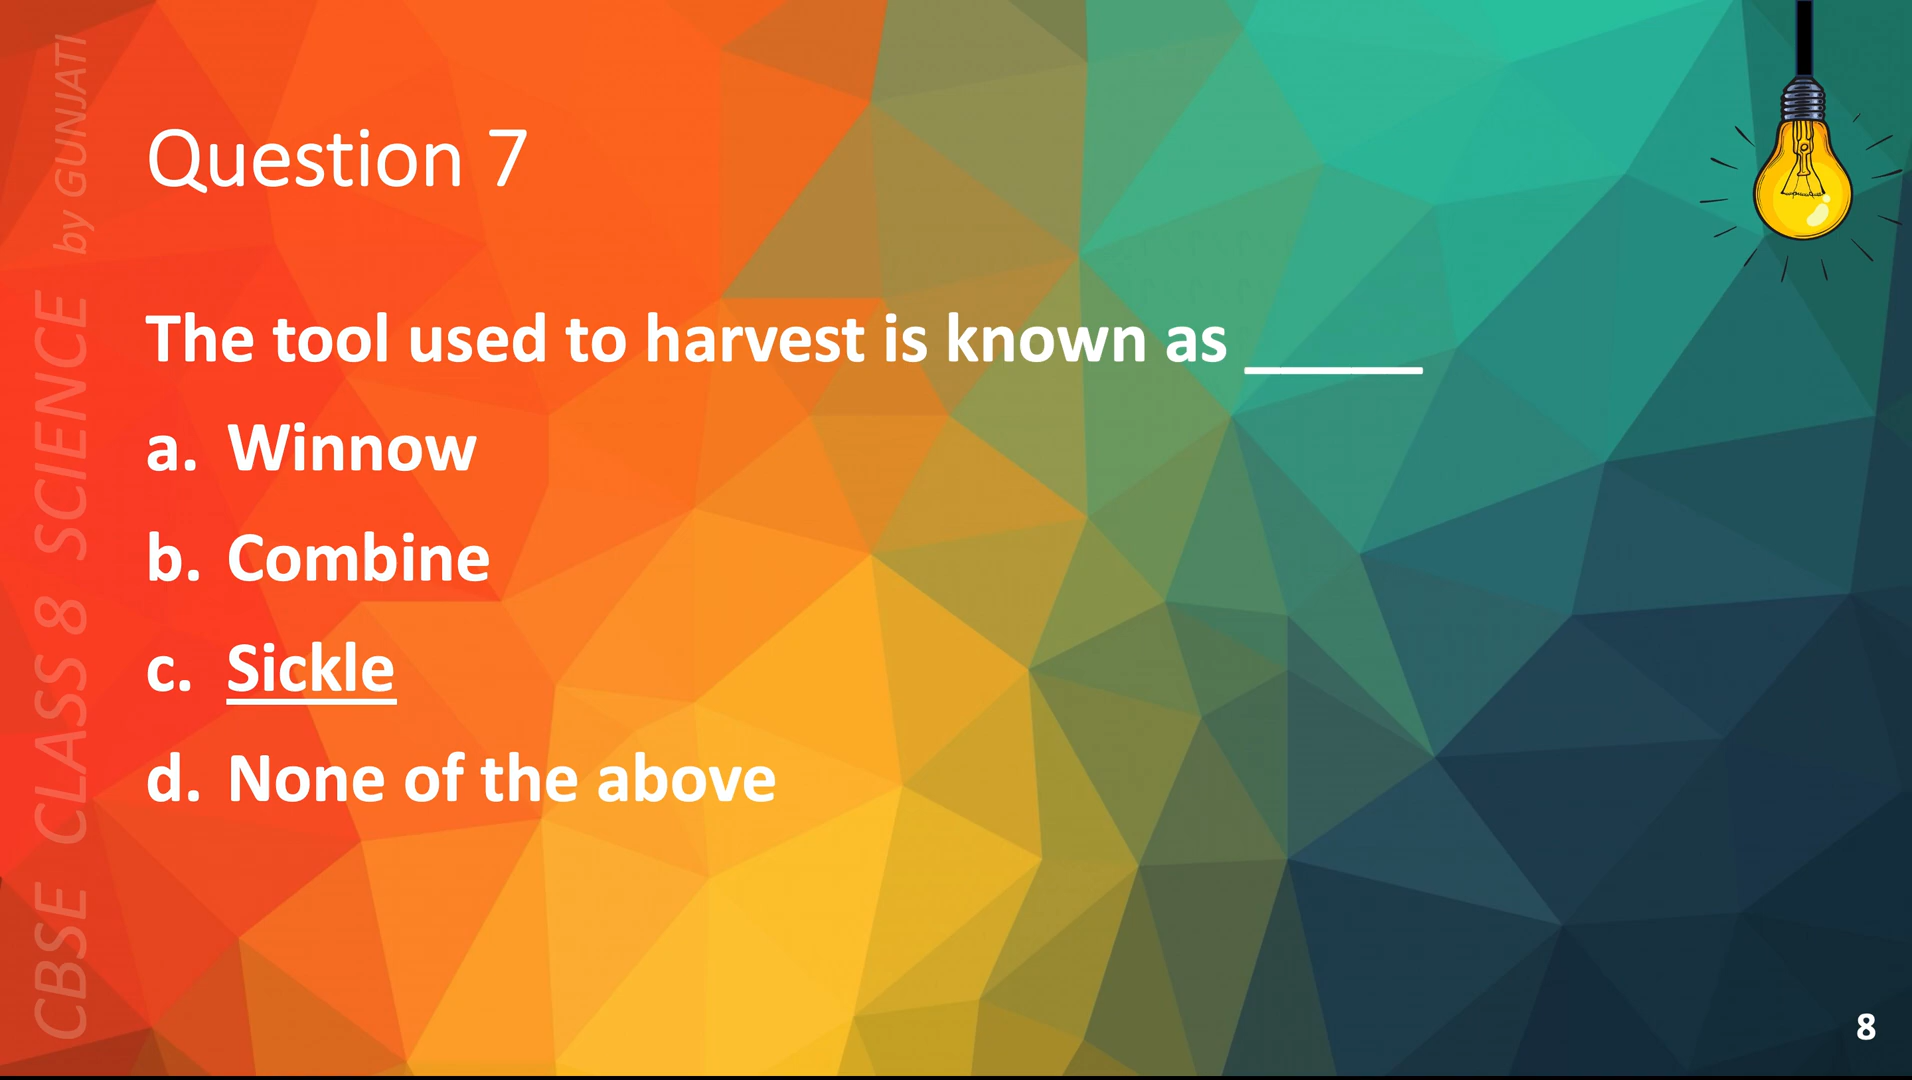 Question 7
The tool used to harvest is known as _____
a. Winnow
b. Combine
c. Sickle
d. None of the above
CBSE CLASS 8 SCIENCE by GUNJATI
8